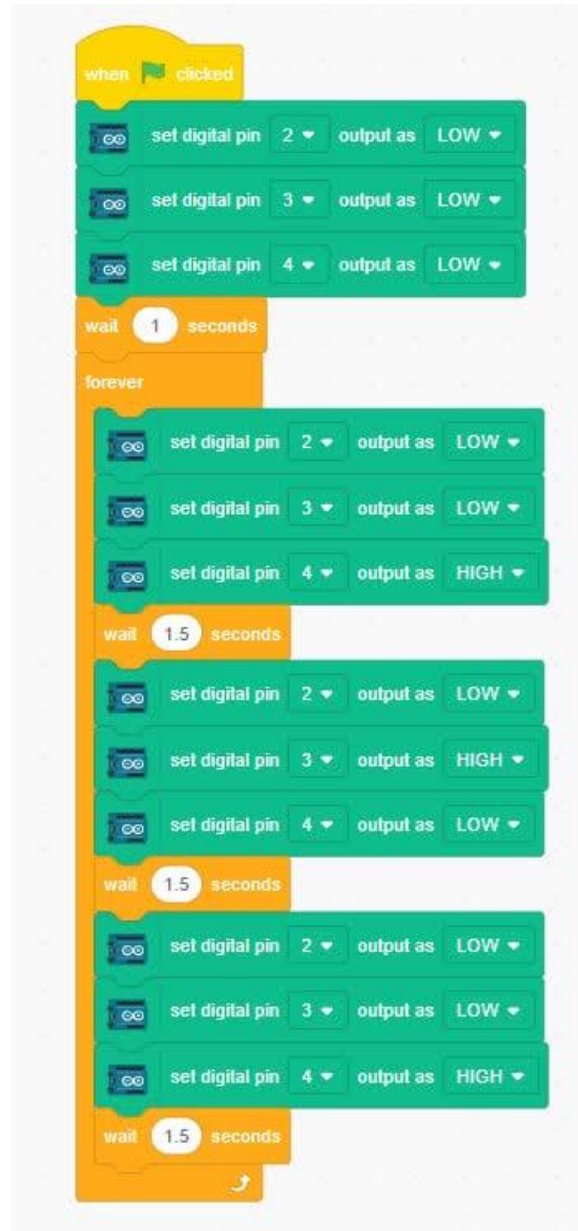 when clicked
set digital pin 2 output as LOW
set digital pin 3 output as LOW
set digital pin 4 output as LOW
wait 1 seconds
forever
set digital pin 2 output as LOW
set digital pin 3 output as LOW
set digital pin 4 output as HIGH
wait 1.5 seconds
set digital pin 2 output as LOW
set digital pin 3 output as HIGH
set digital pin 4 output as LOW
wait 1.5 seconds
set digital pin 2 output as LOW
set digital pin 3 output as LOW
set digital pin 4 output as HIGH
wait 1.5 seconds